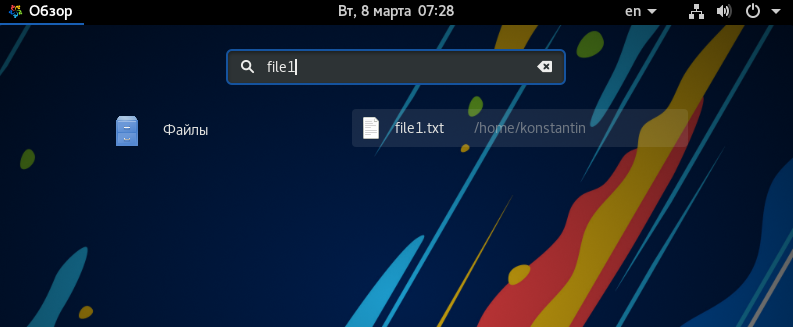 Обзор Вт, 8 марта 07:28 en
file1
Файлы file1.txt /home/konstantin